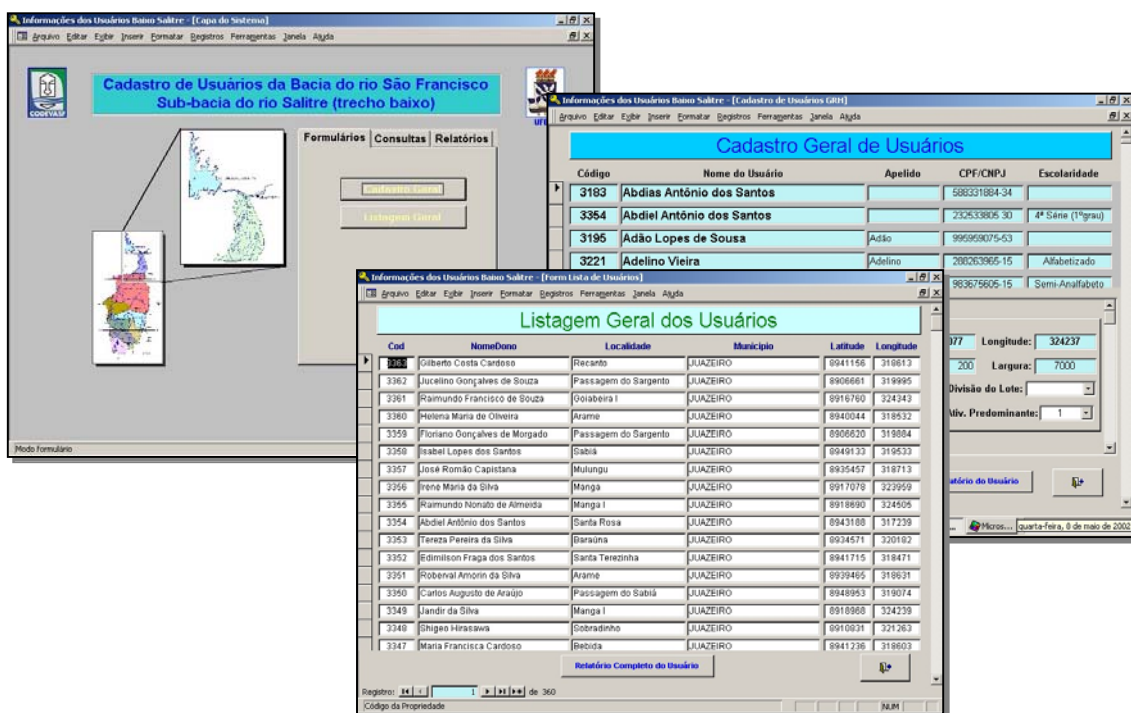 Informações dos Usuários Baixo Salitre - [Capa do Sistema]
Arquivo Editar Exibir Inserir Formatar Registros Ferramentas Janela Ajuda
CODEVASF
Cadastro de Usuários da Bacia do rio São Francisco
Sub-bacia do rio Salitre (trecho baixo)
Formulários Consultas Relatórios
Cadastro Geral
Listagem Geral
Modo formulário
Informações dos Usuários Baixo Salitre - [Cadastro de Usuários GRH]
Arquivo Editar Exibir Inserir Formatar Registros Ferramentas Janela Ajuda
Cadastro Geral de Usuários
Código Nome do Usuário Apelido CPF/CNPJ Escolaridade
3183 Abdias Antônio dos Santos 588331884-34
3354 Abdiel Antônio dos Santos 232533805 30 4ª Série (1ºgrau)
3195 Adão Lopes de Sousa Adão 995959075-53
3221 Adelino Vieira Adelino 288263965-15 Alfabetizado
983675605-15 Semi-Analfabeto
Longitude: 324237
200 Largura: 7000
Divisão do Lote:
Ativ. Predominante: 1
do Usuário
Micros... quarta-feira, 8 de maio de 2002
Informações dos Usuários Baixo Salitre - [Form Lista de Usuários]
Arquivo Editar Exibir Inserir Formatar Registros Ferramentas Janela Ajuda
Listagem Geral dos Usuários
Cod NomeDono Localidade Municipio Latitude Longitude
3363 Gilberto Costa Cardoso Recanto JUAZEIRO 8941156 318613
3362 Jucelino Gonçalves de Souza Passagem do Sargento JUAZEIRO 8906661 319995
3361 Raimundo Francisco de Souza Goiabeira I JUAZEIRO 8916760 324343
3360 Helena Maria de Oliveira Arame JUAZEIRO 8940044 318532
3359 Floriano Gonçalves de Morgado Passagem do Sargento JUAZEIRO 8906620 319884
3358 Isabel Lopes dos Santos Sabiá JUAZEIRO 8949133 319533
3357 José Romão Capistana Mulungu JUAZEIRO 8935457 318713
3356 Irene Maria da Silva Manga JUAZEIRO 8917078 323959
3355 Raimundo Nonato de Almeida Manga I JUAZEIRO 8918690 324505
3354 Abdiel Antônio dos Santos Santa Rosa JUAZEIRO 8943188 317239
3353 Tereza Pereira da Silva Baraúna JUAZEIRO 8934571 320182
3352 Edimilson Fraga dos Santos Santa Terezinha JUAZEIRO 8941715 318471
3351 Roberval Amorin da Silva Arame JUAZEIRO 8939465 318631
3350 Carlos Augusto de Araújo Passagem do Sabiá JUAZEIRO 8948953 319074
3349 Jandir da Silva Manga I JUAZEIRO 8918968 324239
3348 Shigeo Hirasawa Sobradinho JUAZEIRO 8910831 321263
3347 Maria Francisca Cardoso Bebida JUAZEIRO 8941236 318603
Relatório Completo do Usuário
Registro: 1 de 360
Código da Propriedade NUM